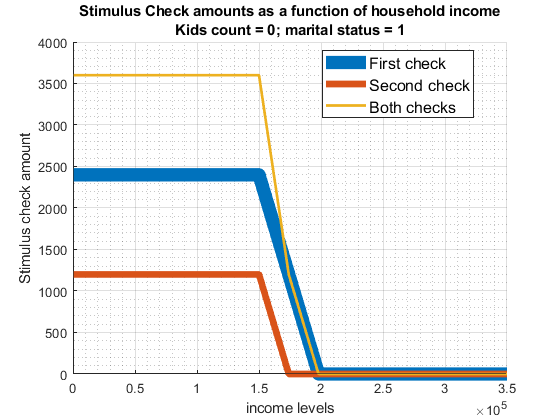 Stimulus Check amounts as a function of household income
Kids count = 0; marital status = 1
4000
3500
3000
2500
2000
1500
1000
500
0
Stimulus check amount
First check
Second check
Both checks
0 0.5 1 1.5 2 2.5 3 3.5
income levels
×10^5